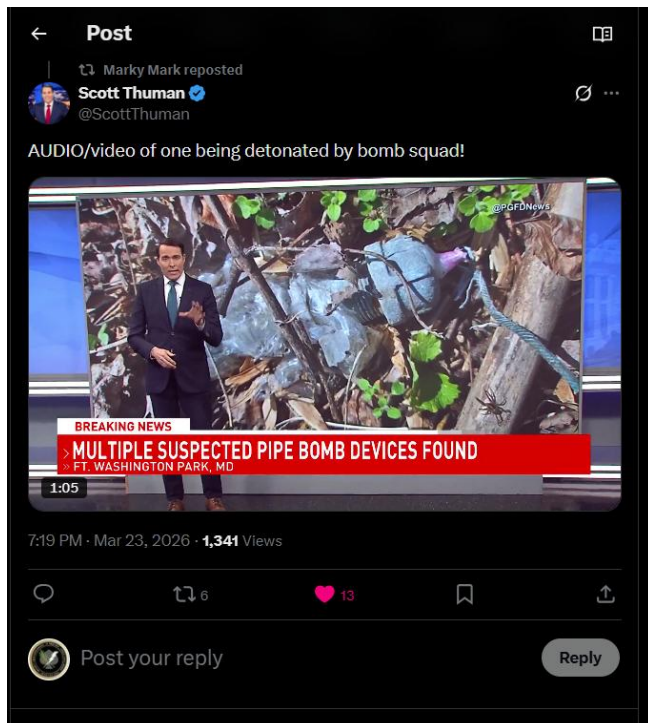 Post
Marky Mark reposted
Scott Thuman
@ScottThuman
AUDIO/video of one being detonated by bomb squad!
@PGFDNews
BREAKING NEWS
MULTIPLE SUSPECTED PIPE BOMB DEVICES FOUND
FT. WASHINGTON PARK, MD
1:05
7:19 PM · Mar 23, 2026 · 1,341 Views
6 13
Post your reply
Reply